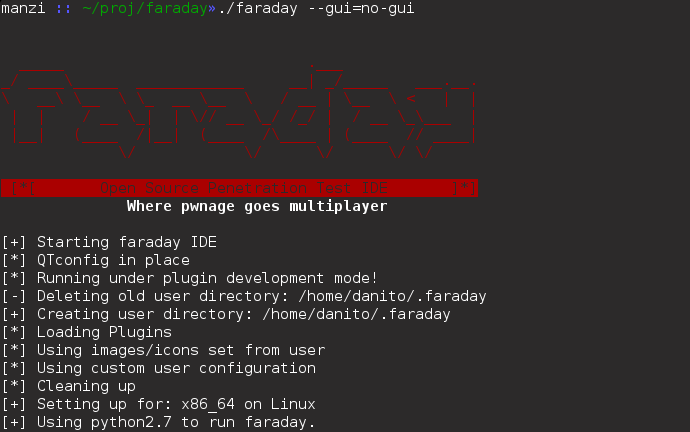 manzi :: ~/proj/faraday»./faraday --gui=no-gui
faraday
[*] Open Source Penetration Test IDE [*]
Where pwnage goes multiplayer
[+] Starting faraday IDE
[*] QTconfig in place
[*] Running under plugin development mode!
[-] Deleting old user directory: /home/danito/.faraday
[+] Creating user directory: /home/danito/.faraday
[*] Loading Plugins
[*] Using images/icons set from user
[*] Using custom user configuration
[*] Cleaning up
[+] Setting up for: x86_64 on Linux
[+] Using python2.7 to run faraday.